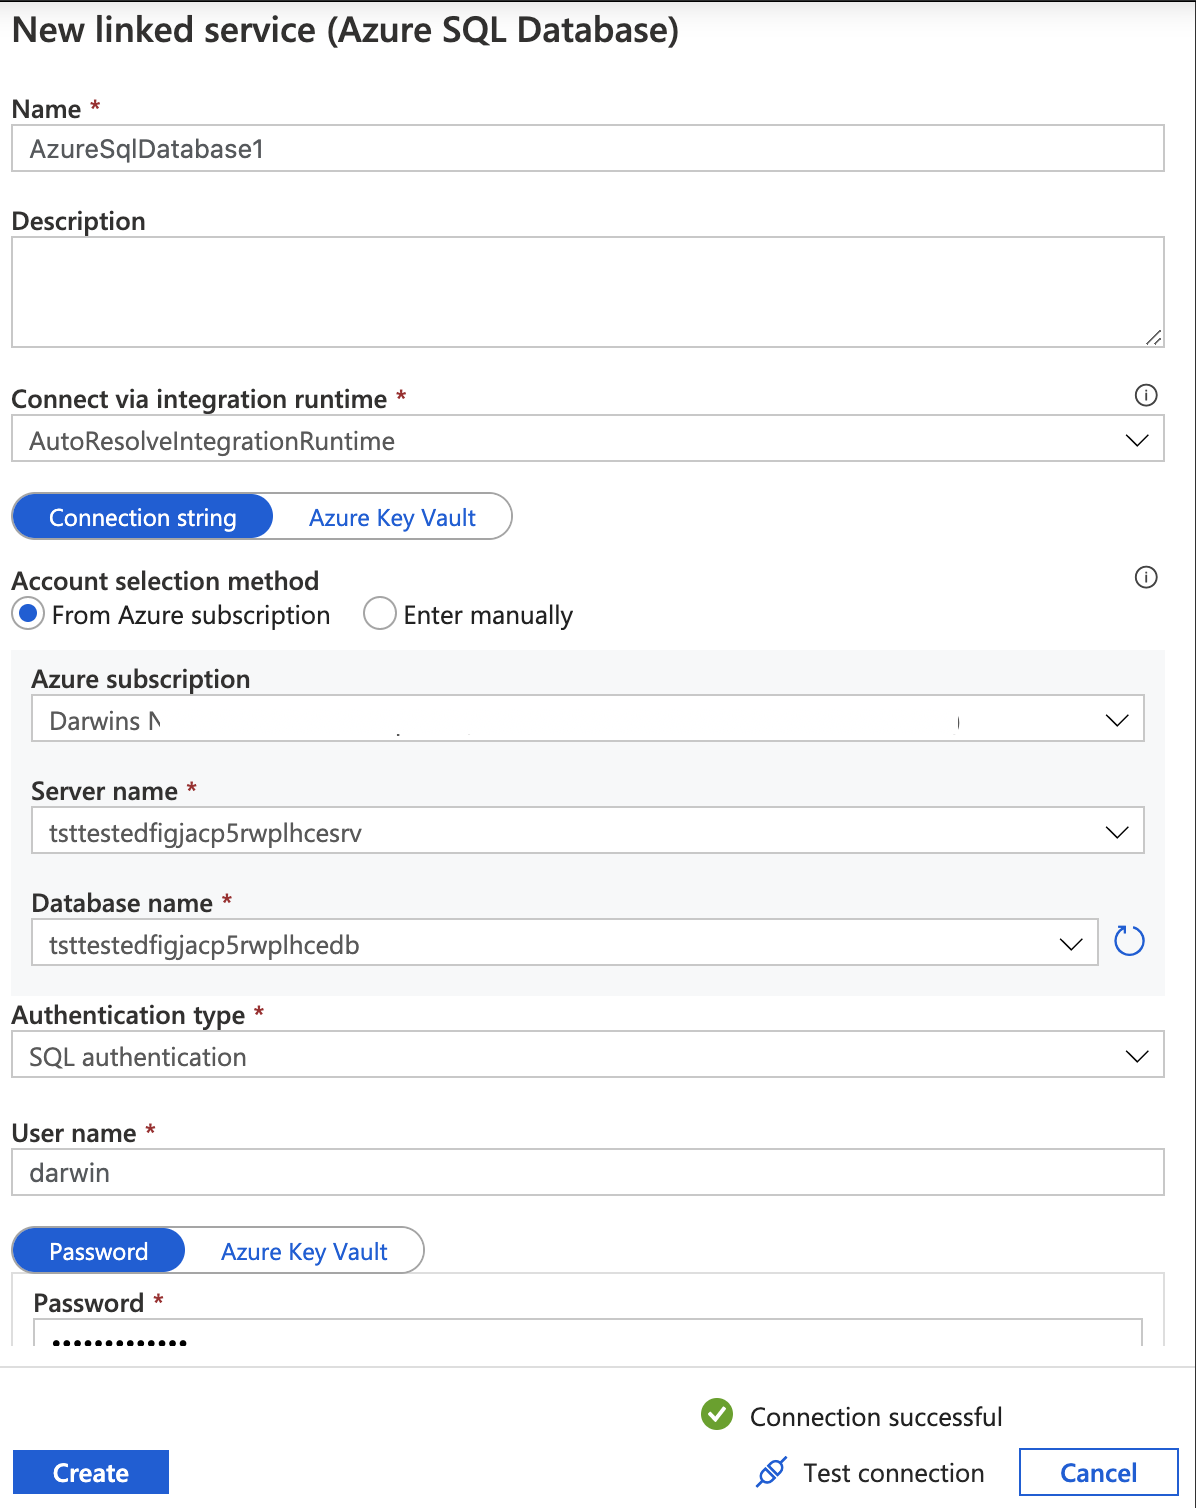 New linked service (Azure SQL Database)
Name *
AzureSqlDatabase1
Description
Connect via integration runtime *
AutoResolveIntegrationRuntime
Connection string Azure Key Vault
Account selection method
From Azure subscription Enter manually
Azure subscription
Darwins
Server name *
tsttestedfigjacp5rwplhcesrv
Database name *
tsttestedfigjacp5rwplhcedb
Authentication type *
SQL authentication
User name *
darwin
Password Azure Key Vault
Password *
•••••••••••••
Connection successful
Create Test connection Cancel